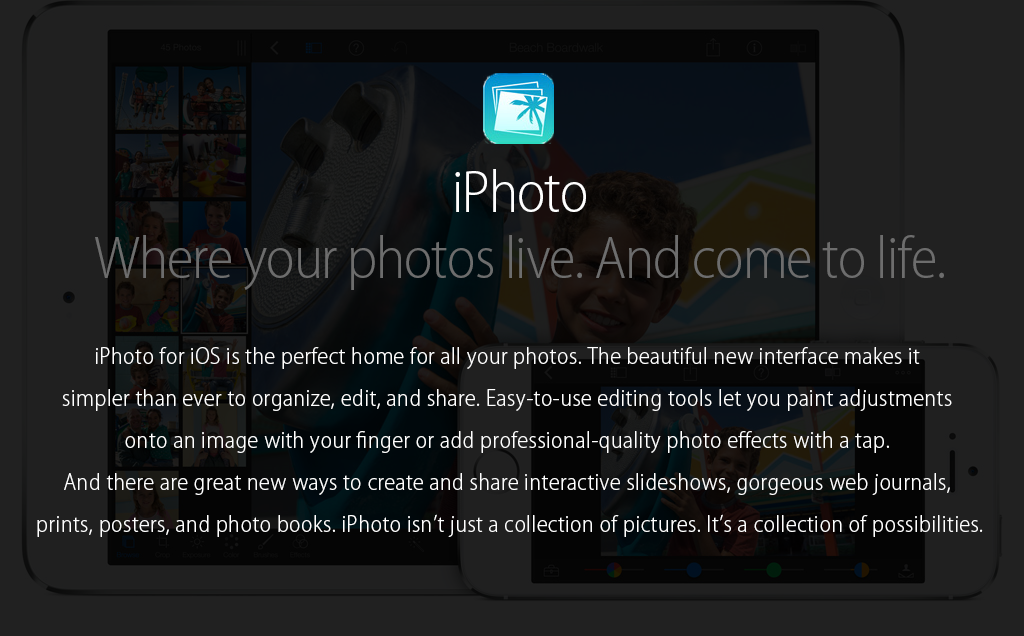 15 Photos
Beach Boardwalk
iPhoto
Where your photos live. And come to life.
iPhoto for iOS is the perfect home for all your photos. The beautiful new interface makes it
simpler than ever to organize, edit, and share. Easy-to-use editing tools let you paint adjustments
onto an image with your finger or add professional-quality photo effects with a tap.
And there are great new ways to create and share interactive slideshows, gorgeous web journals,
prints, posters, and photo books. iPhoto isn’t just a collection of pictures. It’s a collection of possibilities.